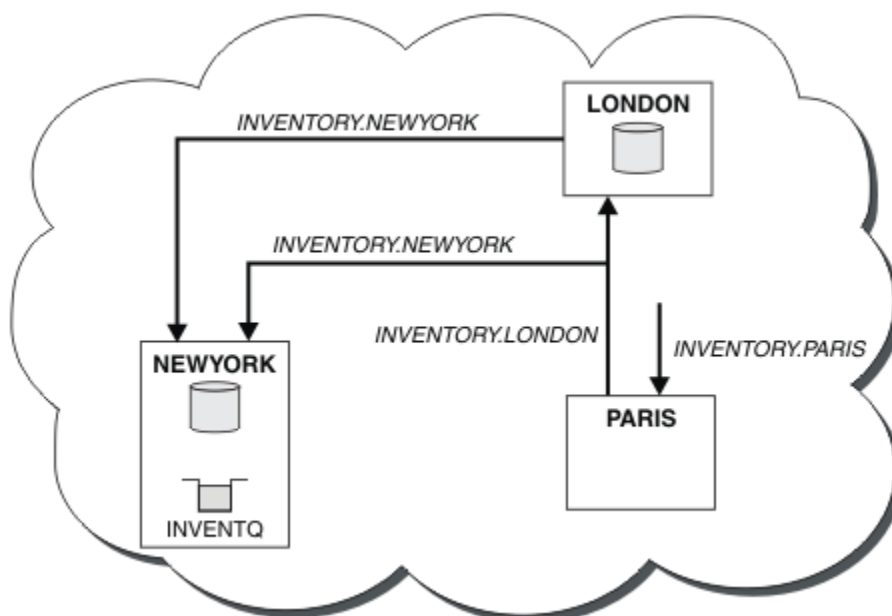 LONDON
INVENTORY.NEWYORK
INVENTORY.NEWYORK
INVENTORY.LONDON
INVENTORY.PARIS
NEWYORK
PARIS
INVENTQ